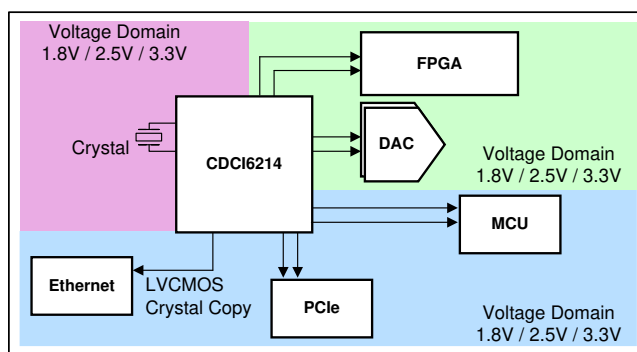 Voltage Domain
1.8V / 2.5V / 3.3V
FPGA
Crystal
CDCI6214
DAC
Voltage Domain
1.8V / 2.5V / 3.3V
MCU
Ethernet
LVCMOS
Crystal Copy
PCIe
Voltage Domain
1.8V / 2.5V / 3.3V